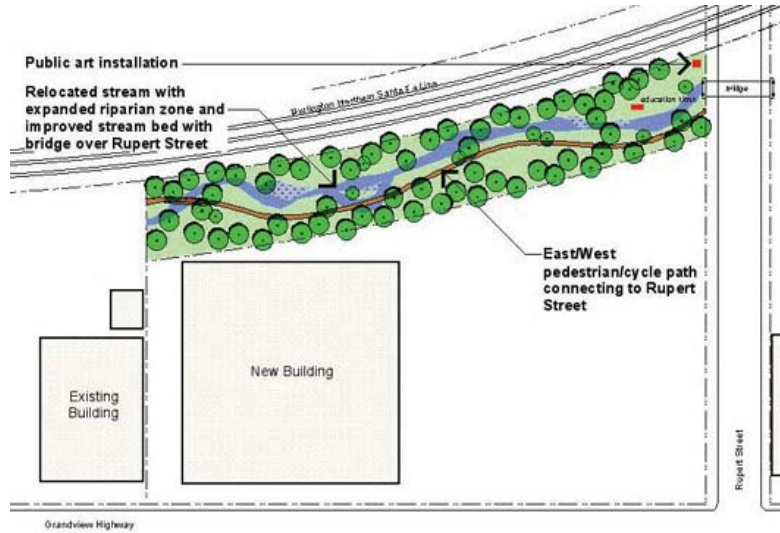 Public art installation
Relocated stream with
expanded riparian zone and
improved stream bed with
bridge over Rupert Street
Burlington Northern Santa Fe Line
education
bridge
East/West
pedestrian/cycle path
connecting to Rupert
Street
New Building
Existing
Building
Rupert Street
Grandview Highway